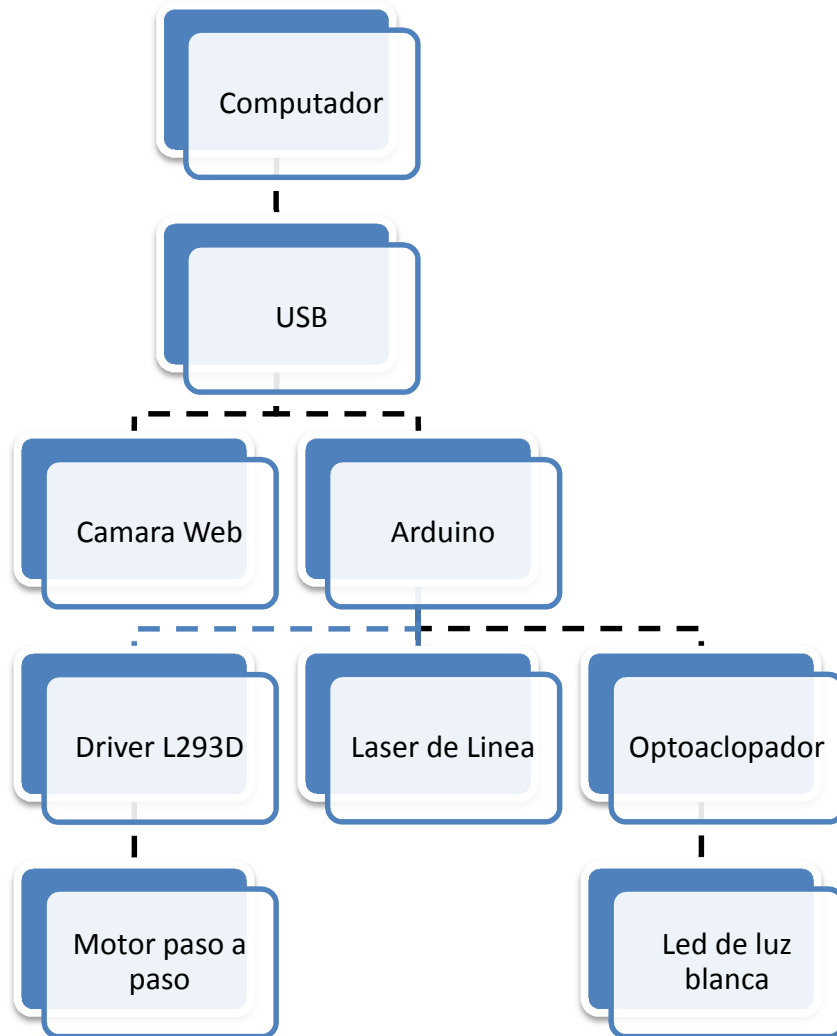 Computador
USB
Camara Web
Arduino
Driver L293D
Laser de Linea
Optoaclopador
Motor paso a
paso
Led de luz
blanca